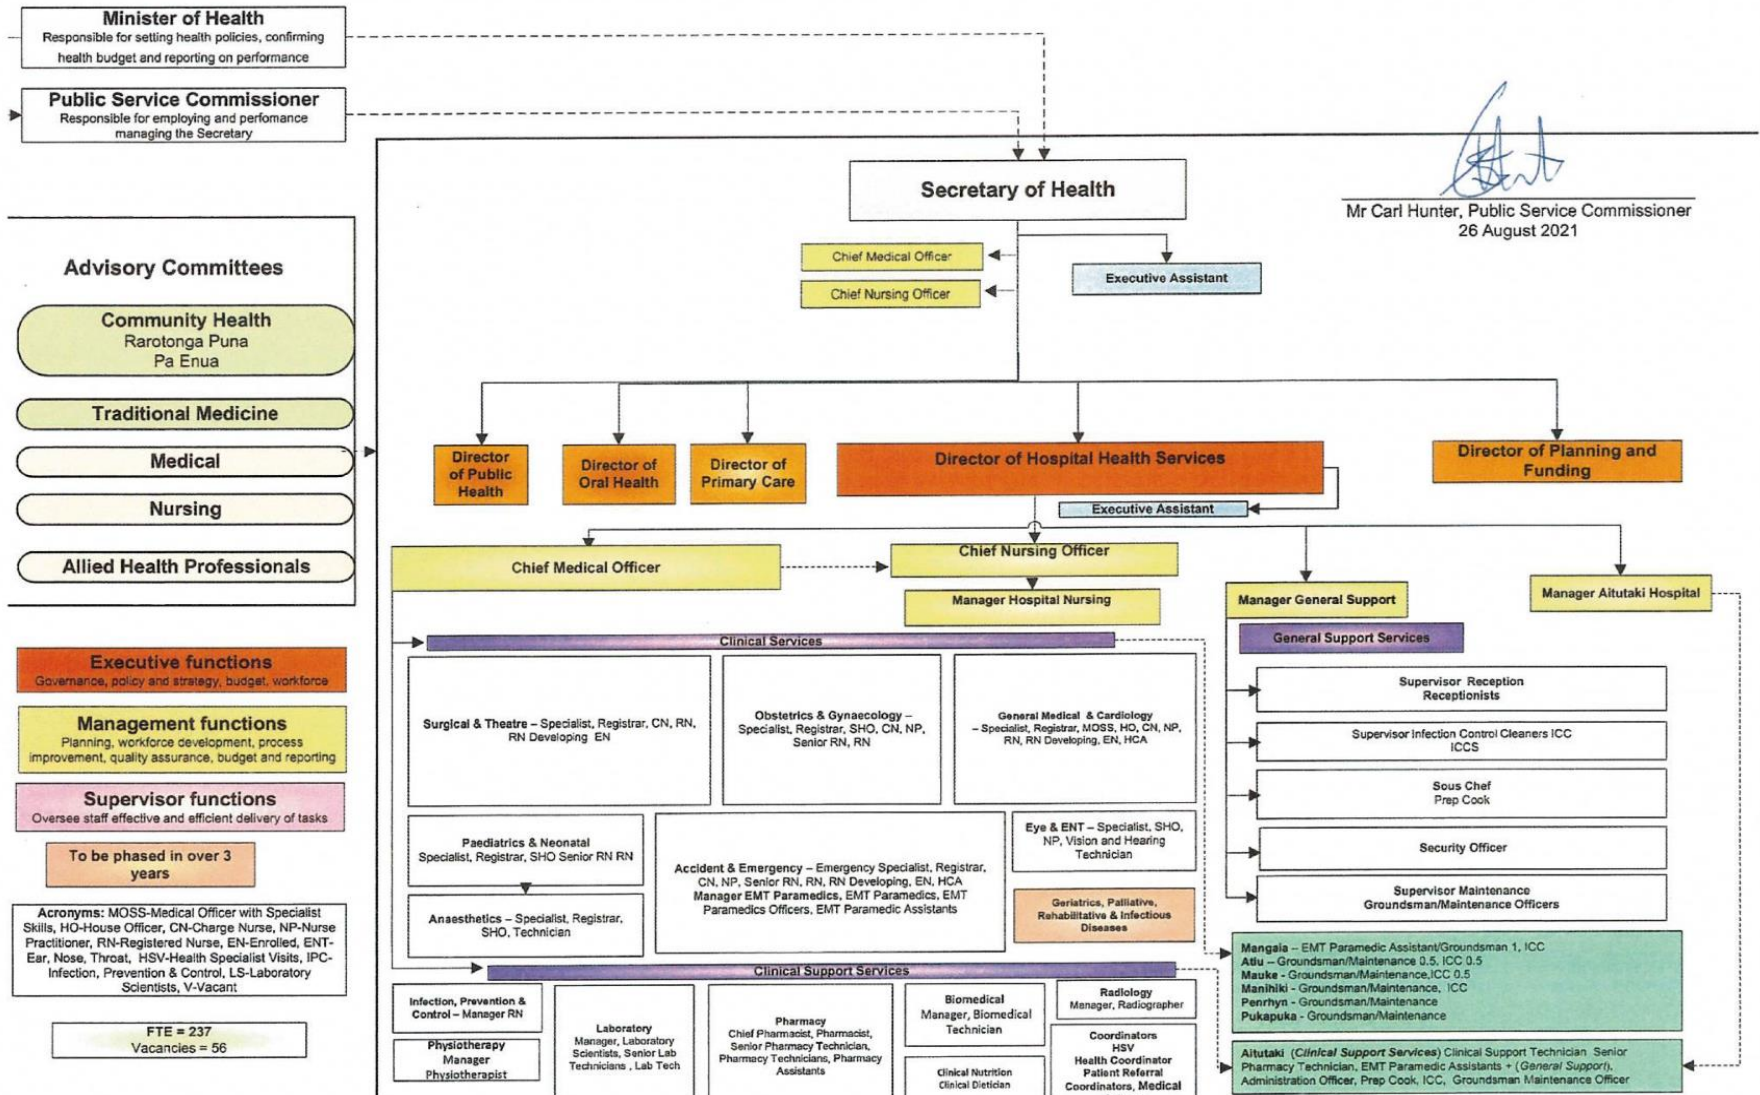 Minister of Health
Responsible for setting health policies, confirming
health budget and reporting on performance
Public Service Commissioner
Responsible for employing and perfomance
managing the Secretary
Advisory Committees
Community Health
Rarotonga Puna
Pa Enua
Traditional Medicine
Medical
Nursing
Allied Health Professionals
Executive functions
Governance, policy and strategy, budget, workforce
Management functions
Planning, workforce development, process
improvement, quality assurance, budget and reporting
Supervisor functions
Oversee staff effective and efficient delivery of tasks
To be phased in over 3
years
Acronyms: MOSS-Medical Officer with Specialist
Skills, HO-House Officer, CN-Charge Nurse, NP-Nurse
Practitioner, RN-Registered Nurse, EN-Enrolled, ENT-
Ear, Nose, Throat, HSV-Health Specialist Visits, IPC-
Infection, Prevention & Control, LS-Laboratory
Scientists, V-Vacant
FTE = 237
Vacancies = 56
Secretary of Health
Mr Carl Hunter, Public Service Commissioner
26 August 2021
Chief Medical Officer
Chief Nursing Officer
Executive Assistant
Director
of Public
Health
Director of
Oral Health
Director of
Primary Care
Director of Hospital Health Services
Director of Planning and
Funding
Executive Assistant
Chief Medical Officer
Chief Nursing Officer
Manager Hospital Nursing
Manager General Support
Manager Aitutaki Hospital
Clinical Services
Surgical & Theatre – Specialist, Registrar, CN, RN,
RN Developing EN
Obstetrics & Gynaecology –
Specialist, Registrar, SHO, CN, NP,
Senior RN, RN
General Medical & Cardiology
– Specialist, Registrar, MOSS, HO, CN, NP,
RN, RN Developing, EN, HCA
Paediatrics & Neonatal
Specialist, Registrar, SHO Senior RN RN
Anaesthetics – Specialist, Registrar,
SHO, Technician
Accident & Emergency – Emergency Specialist, Registrar,
CN, NP, Senior RN, RN, RN Developing, EN, HCA
Manager EMT Paramedics, EMT Paramedics, EMT
Paramedics Officers, EMT Paramedic Assistants
Eye & ENT – Specialist, SHO,
NP, Vision and Hearing
Technician
Geriatrics, Palliative,
Rehabilitative & Infectious
Diseases
Clinical Support Services
Infection, Prevention &
Control – Manager RN
Physiotherapy
Manager
Physiotherapist
Laboratory
Manager, Laboratory
Scientists, Senior Lab
Technicians , Lab Tech
Pharmacy
Chief Pharmacist, Pharmacist,
Senior Pharmacy Technician,
Pharmacy Technicians, Pharmacy
Assistants
Biomedical
Manager, Biomedical
Technician
Clinical Nutrition
Clinical Dietician
Radiology
Manager, Radiographer
Coordinators
HSV
Health Coordinator
Patient Referral
Coordinators, Medical
General Support Services
Supervisor Reception
Receptionists
Supervisor Infection Control Cleaners ICC
ICCS
Sous Chef
Prep Cook
Security Officer
Supervisor Maintenance
Groundsman/Maintenance Officers
Mangaia – EMT Paramedic Assistant/Groundsman 1, ICC
Atiu – Groundsman/Maintenance 0.5, ICC 0.5
Mauke - Groundsman/Maintenance,ICC 0.5
Manihiki - Groundsman/Maintenance, ICC
Penrhyn - Groundsman/Maintenance
Pukapuka - Groundsman/Maintenance
Aitutaki (Clinical Support Services) Clinical Support Technician Senior
Pharmacy Technician, EMT Paramedic Assistants + (General Support),
Administration Officer, Prep Cook, ICC, Groundsman Maintenance Officer